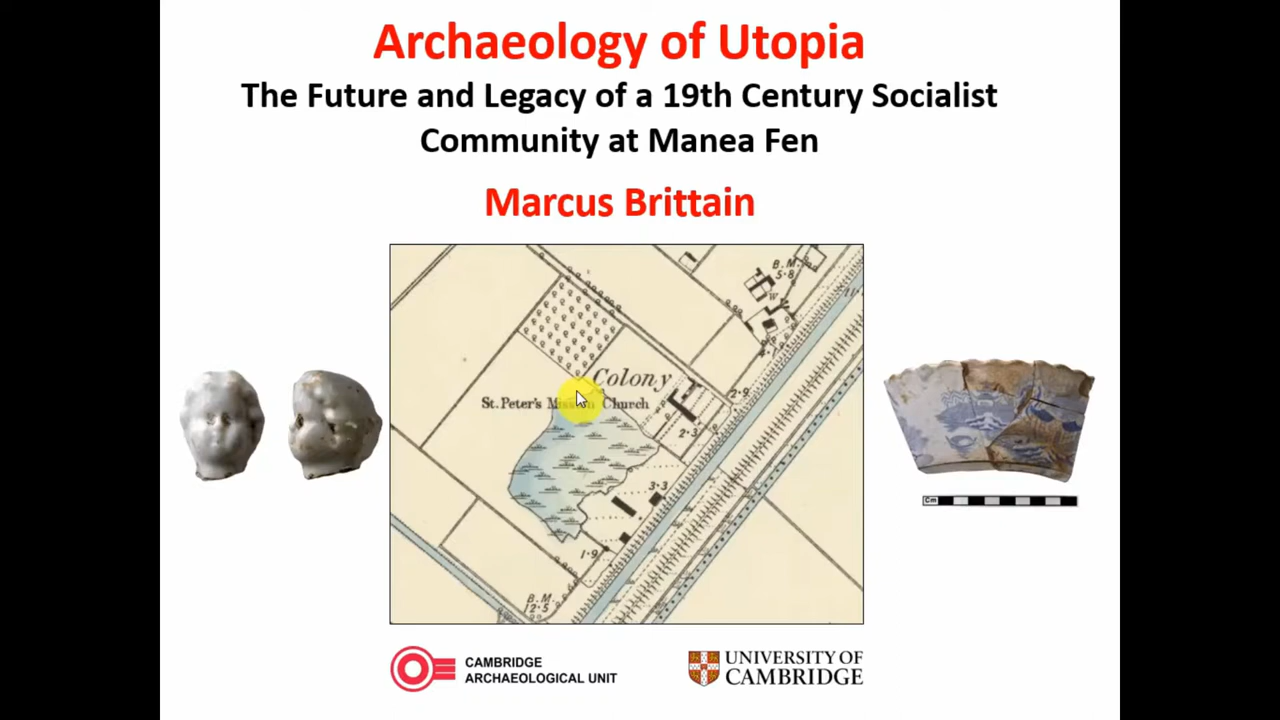 Archaeology of Utopia
The Future and Legacy of a 19th Century Socialist
Community at Manea Fen
Marcus Brittain
B.M.
5·8
W
Colony
St. Peter's Mission Church
2·9
2·3
3·3
1·9
B.M.
12·5
Cm
CAMBRIDGE
ARCHAEOLOGICAL UNIT
UNIVERSITY OF
CAMBRIDGE